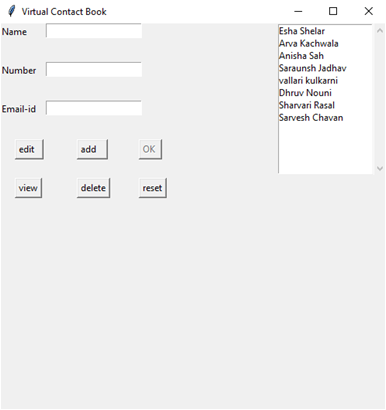 Virtual Contact Book
Name
Number
Email-id
edit add OK
view delete reset
Esha Shelar
Arva Kachwala
Anisha Sah
Saraunsh Jadhav
vallari kulkarni
Dhruv Nouni
Sharvari Rasal
Sarvesh Chavan